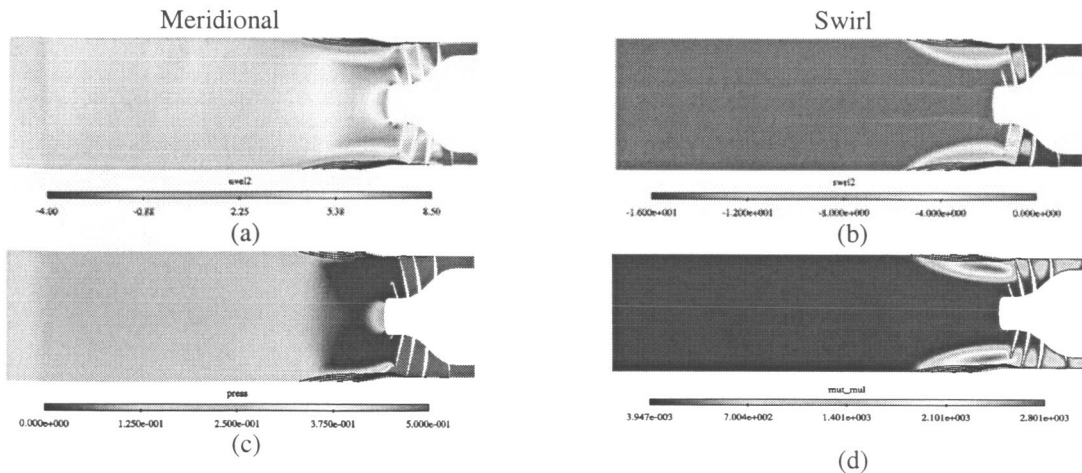 Meridional
Swirl
uvel2
-4.00 -0.88 2.25 5.38 8.50
(a)
swrl2
-1.600e+001 -1.200e+001 -8.000e+000 -4.000e+000 0.000e+000
(b)
press
0.000e+000 1.250e-001 2.500e-001 3.750e-001 5.000e-001
(c)
mut_mul
3.947e-003 7.004e+002 1.401e+003 2.101e+003 2.801e+003
(d)